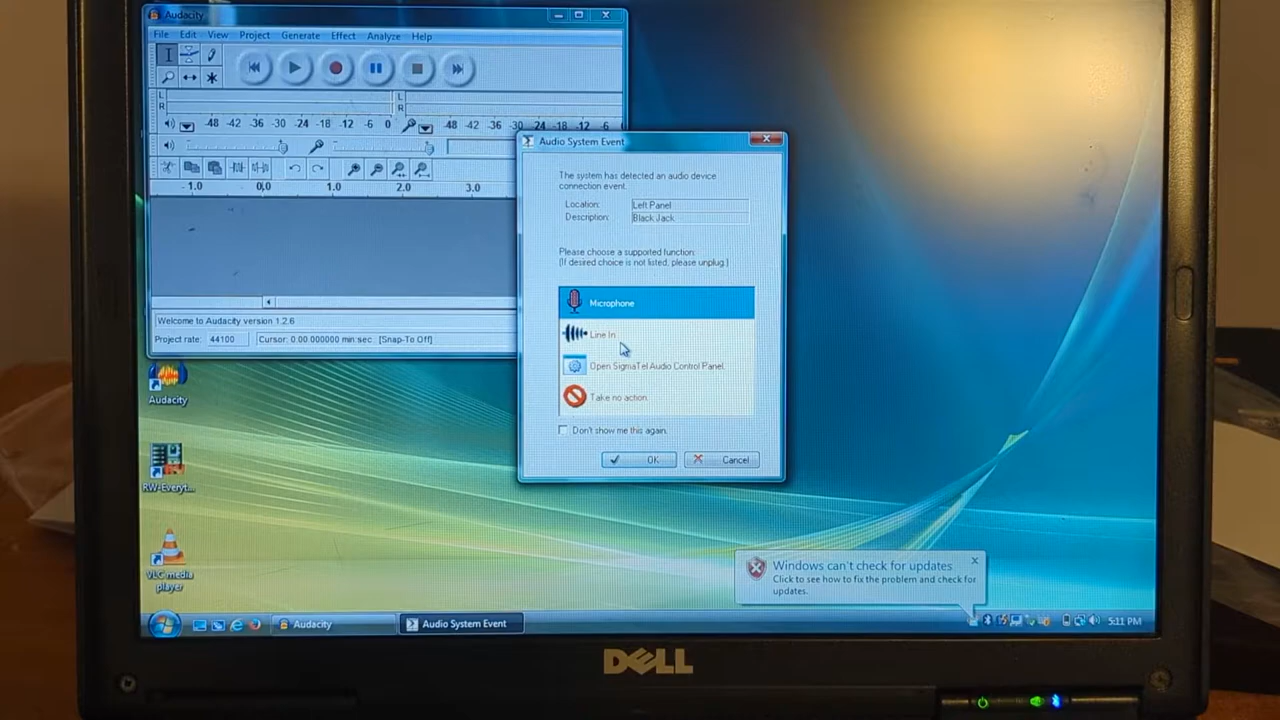 Audacity
File Edit View Project Generate Effect Analyze Help
L
R
L
R
-48 -42 -36 -30 -24 -18 -12 -6 0
-48 -42 -36 -30 -24 -18 -12 -6
- 1.0 0,0 1.0 2.0 3.0
Welcome to Audacity version 1.2.6
Project rate: 44100 Cursor: 0:00.000000 min:sec [Snap-To Off]
Audio System Event
The system has detected an audio device
connection event.
Location: Left Panel
Description: Black Jack
Please choose a supported function:
(If desired choice is not listed, please unplug.)
Microphone
Line In
Open SigmaTel Audio Control Panel.
Take no action.
Don't show me this again.
OK Cancel
Audacity
RW-Everyt...
VLC media
player
Windows can't check for updates
Click to see how to fix the problem and check for
updates.
Audacity
Audio System Event
5:11 PM
DELL